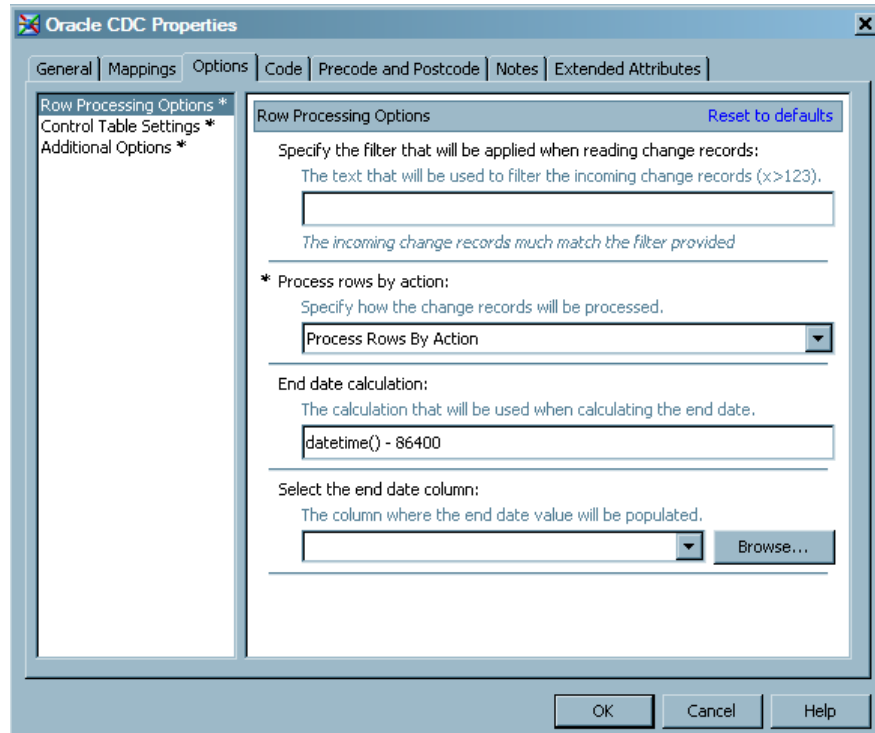 Oracle CDC Properties
General Mappings Options Code Precode and Postcode Notes Extended Attributes
Row Processing Options *
Control Table Settings *
Additional Options *
Row Processing Options Reset to defaults
Specify the filter that will be applied when reading change records:
The text that will be used to filter the incoming change records (x>123).
The incoming change records much match the filter provided
* Process rows by action:
Specify how the change records will be processed.
Process Rows By Action
End date calculation:
The calculation that will be used when calculating the end date.
datetime() - 86400
Select the end date column:
The column where the end date value will be populated.
Browse...
OK Cancel Help